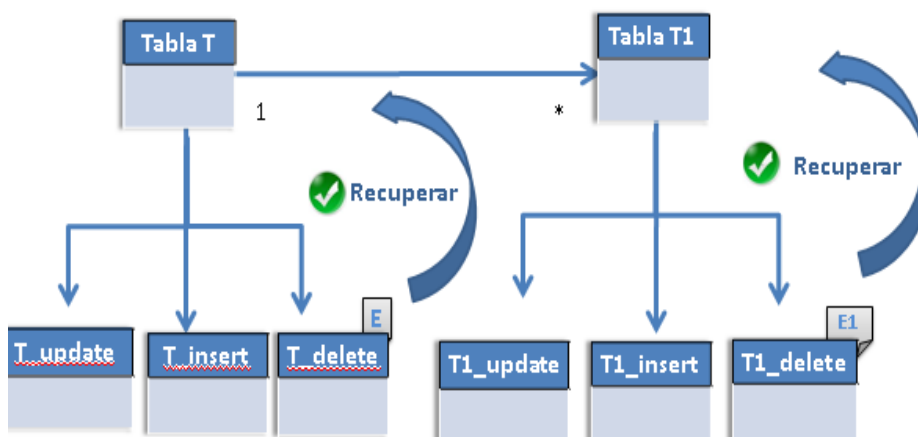 Tabla T
Tabla T1
1
*
Recuperar
Recuperar
E
E1
T_update
T_insert
T_delete
T1_update
T1_insert
T1_delete